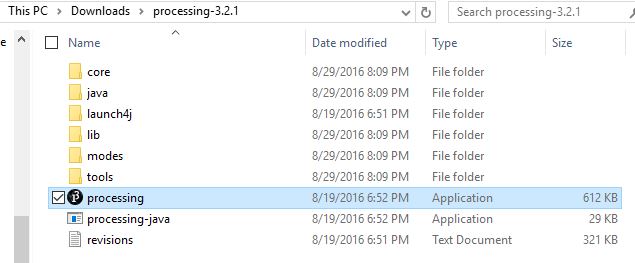 This PC > Downloads > processing-3.2.1 Search processing-3
e Name Date modified Type Size
core 8/29/2016 8:09 PM File folder
java 8/29/2016 8:09 PM File folder
launch4j 8/19/2016 6:51 PM File folder
lib 8/29/2016 8:09 PM File folder
modes 8/29/2016 8:09 PM File folder
tools 8/29/2016 8:09 PM File folder
processing 8/19/2016 6:52 PM Application 612 KB
processing-java 8/19/2016 6:52 PM Application 29 KB
revisions 8/19/2016 6:51 PM Text Document 321 KB